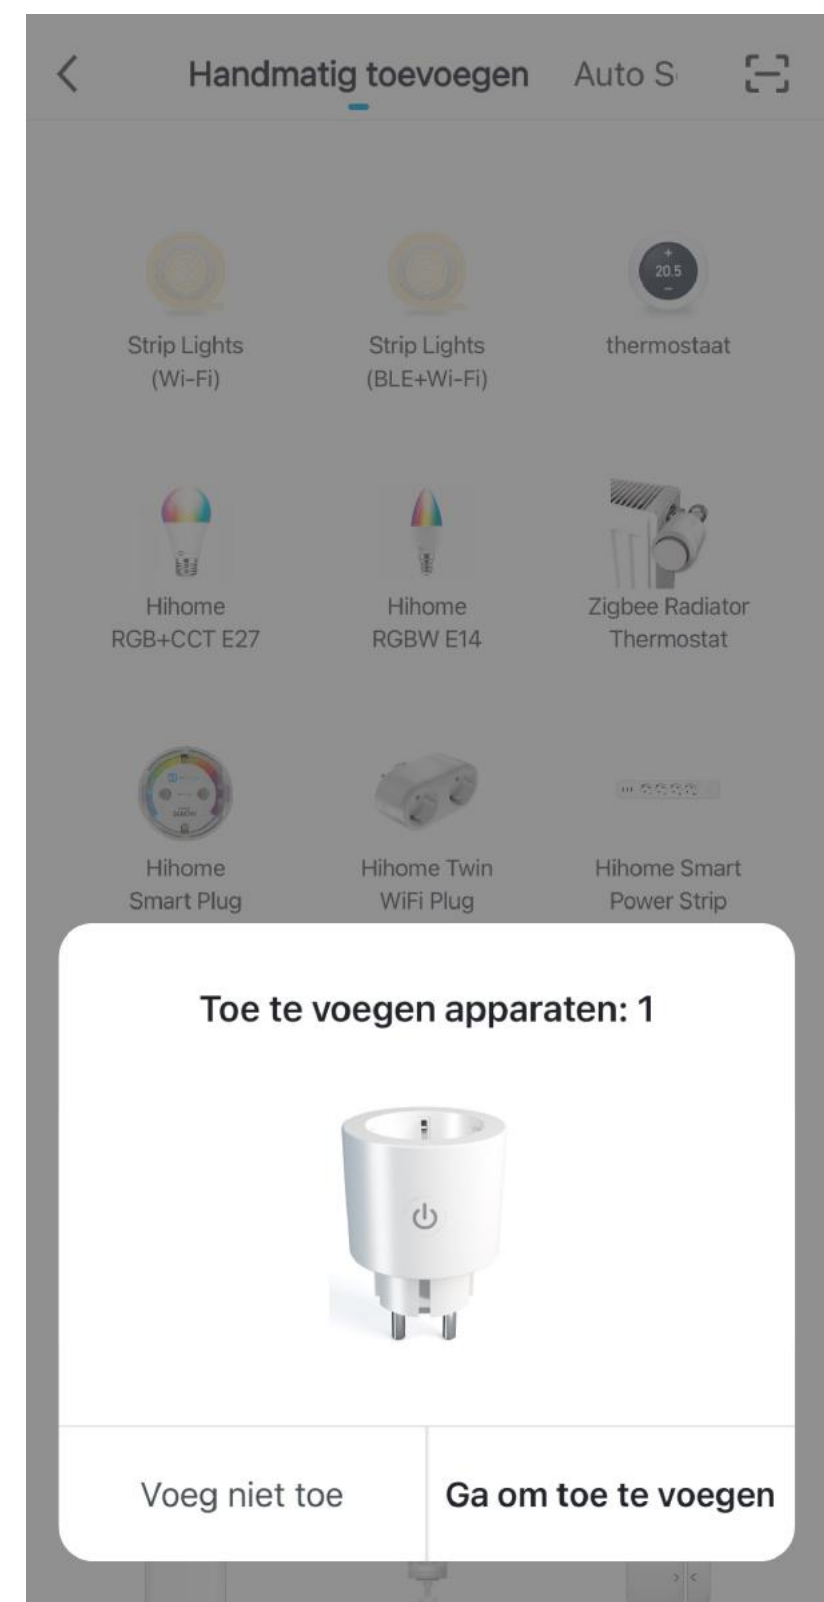 Handmatig toevoegen Auto S
20.5
Strip Lights
(Wi-Fi)
Strip Lights
(BLE+Wi-Fi)
thermostaat
Hihome
RGB+CCT E27
Hihome
RGBW E14
Zigbee Radiator
Thermostat
Hihome
Smart Plug
Hihome Twin
WiFi Plug
Hihome Smart
Power Strip
Toe te voegen apparaten: 1
Voeg niet toe
Ga om toe te voegen